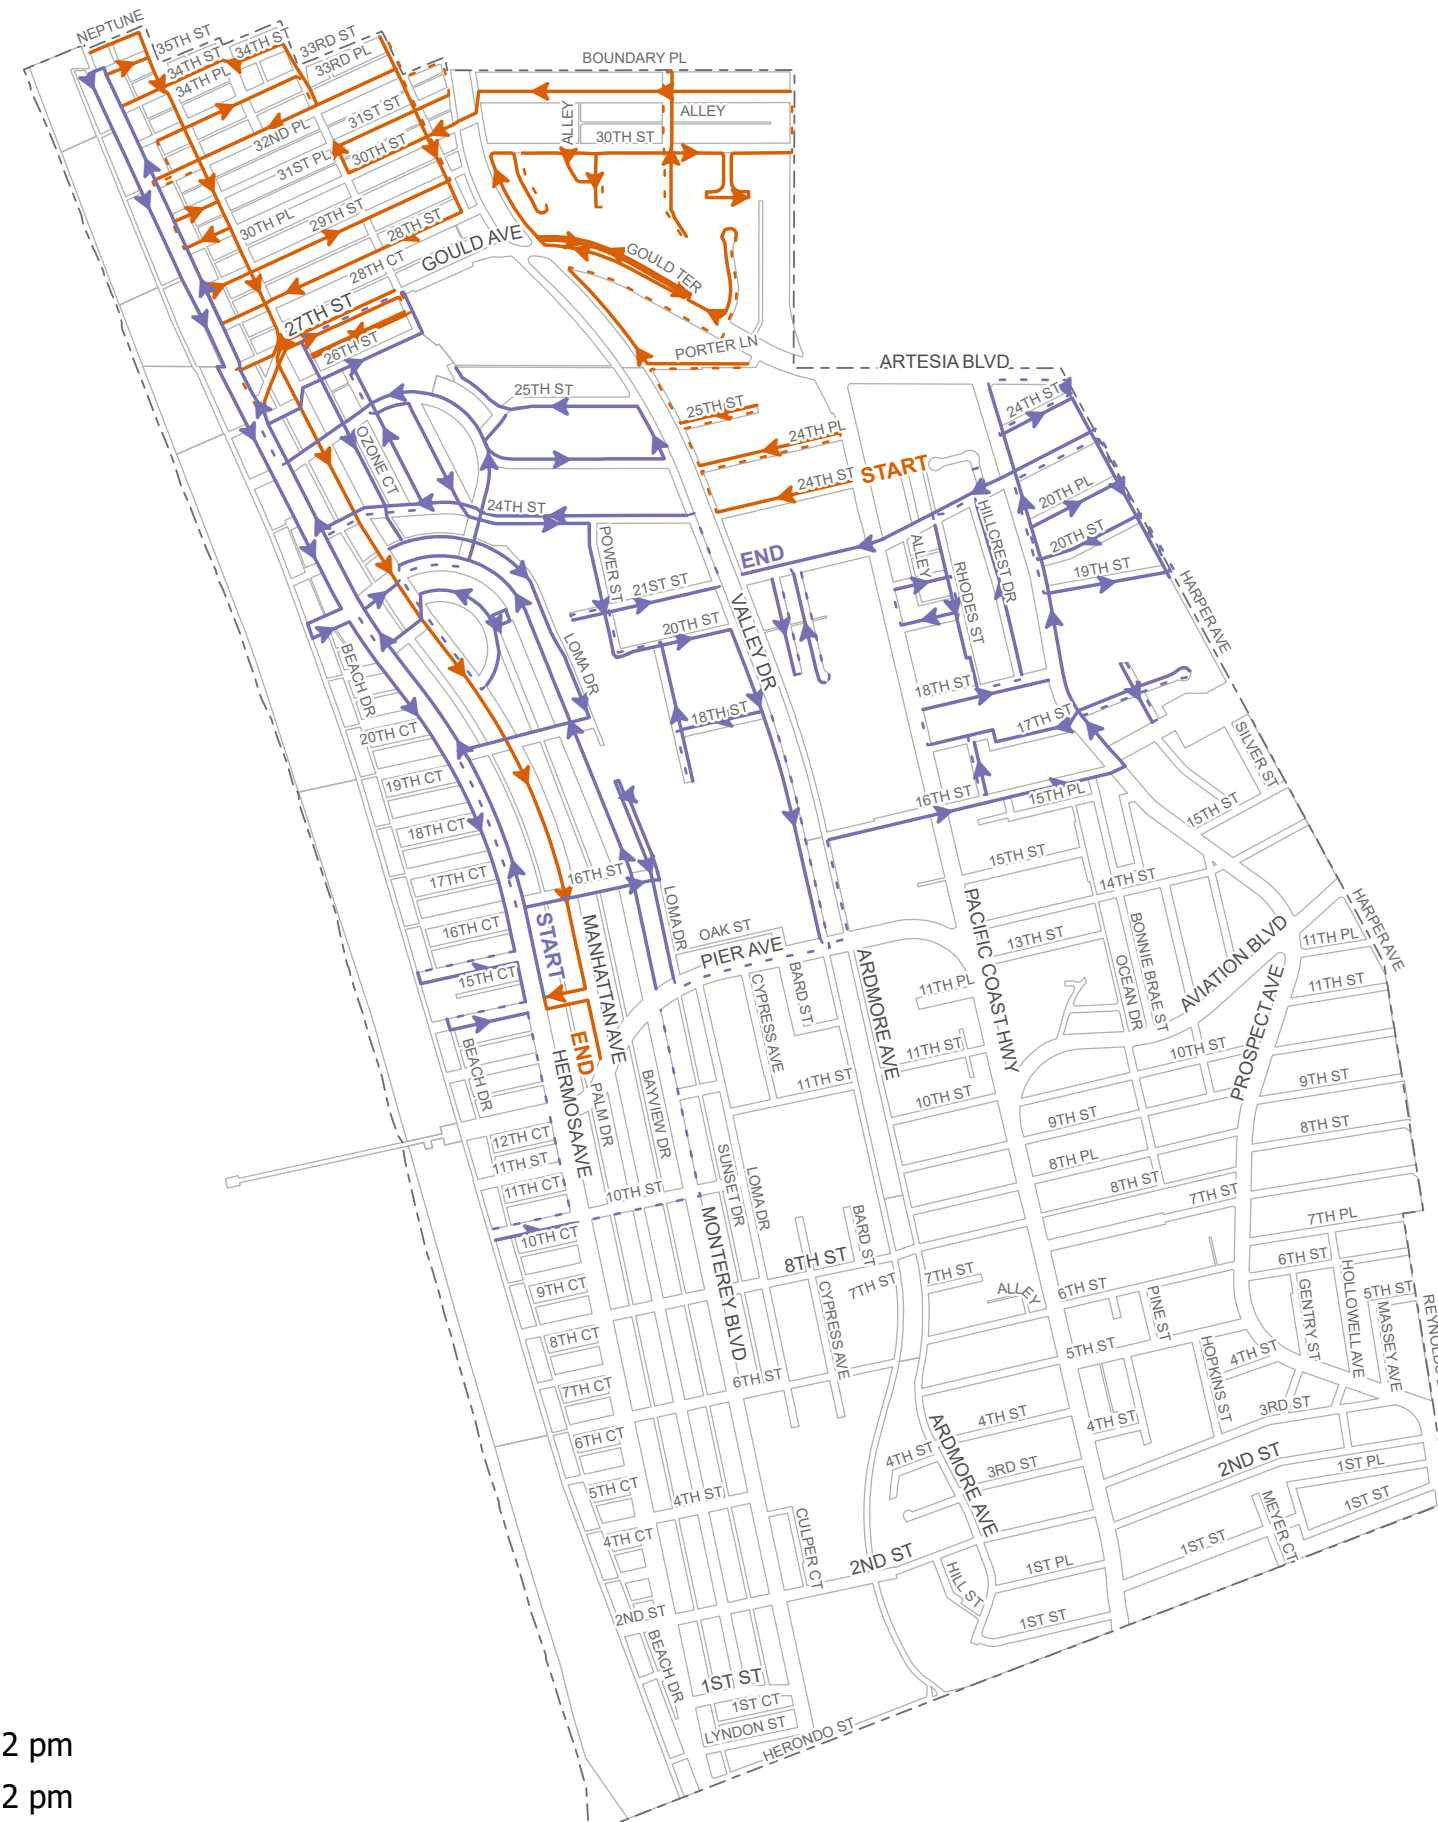 NEPTUNE
35TH ST
34TH ST
34TH ST
33RD ST
34TH PL
33RD PL
BOUNDARY PL
31ST ST
32ND PL
ALLEY
ALLEY
30TH ST
30TH ST
31ST PL
29TH ST
30TH PL
28TH ST
GOULD AVE
28TH CT
GOULD TER
27TH ST
26TH ST
PORTER LN
ARTESIA BLVD
25TH ST
25TH ST
24TH ST
24TH PL
OZONE CT
24TH ST
START
24TH ST
20TH PL
HILLCREST DR
20TH ST
POWER ST
ALLEY
END
19TH ST
21ST ST
RHODES ST
HARPER AVE
VALLEY DR
20TH ST
LOMA DR
BEACH DR
18TH ST
18TH ST
17TH ST
20TH CT
SILVER ST
19TH CT
16TH ST
15TH PL
15TH ST
18TH CT
15TH ST
17TH CT
16TH ST
14TH ST
LOMA DR
16TH CT
START
MANHATTAN AVE
OAK ST
PIER AVE
PACIFIC COAST HWY
13TH ST
BONNIE BRAE ST
AVIATION BLVD
11TH PL
HARPER AVE
15TH CT
CYPRESS AVE
BARD ST
ARDMORE AVE
11TH PL
OCEAN DR
PROSPECT AVE
11TH ST
BEACH DR
END
HERMOSA AVE
11TH ST
10TH ST
11TH ST
10TH ST
9TH ST
PALM DR
BAYVIEW DR
9TH ST
8TH ST
12TH CT
11TH ST
11TH CT
SUNSET DR
LOMA DR
8TH PL
8TH ST
7TH ST
10TH ST
10TH CT
MONTEREY BLVD
BARD ST
7TH PL
8TH ST
7TH ST
7TH ST
6TH ST
9TH CT
CYPRESS AVE
ALLEY
6TH ST
PINE ST
GENTRY ST
HOLLOWELL AVE
5TH ST
MASSEY AVE
8TH CT
5TH ST
HOPKINS ST
4TH ST
7TH CT
6TH ST
3RD ST
4TH ST
4TH ST
6TH CT
ARDMORE AVE
4TH ST
3RD ST
2ND ST
1ST PL
5TH CT
4TH ST
1ST ST
MEYER CT
4TH CT
CULPER CT
1ST ST
2ND ST
1ST PL
HILL ST
2ND ST
1ST ST
BEACH DR
1ST ST
1ST CT
LYNDON ST
HERONDO ST
2 pm
2 pm